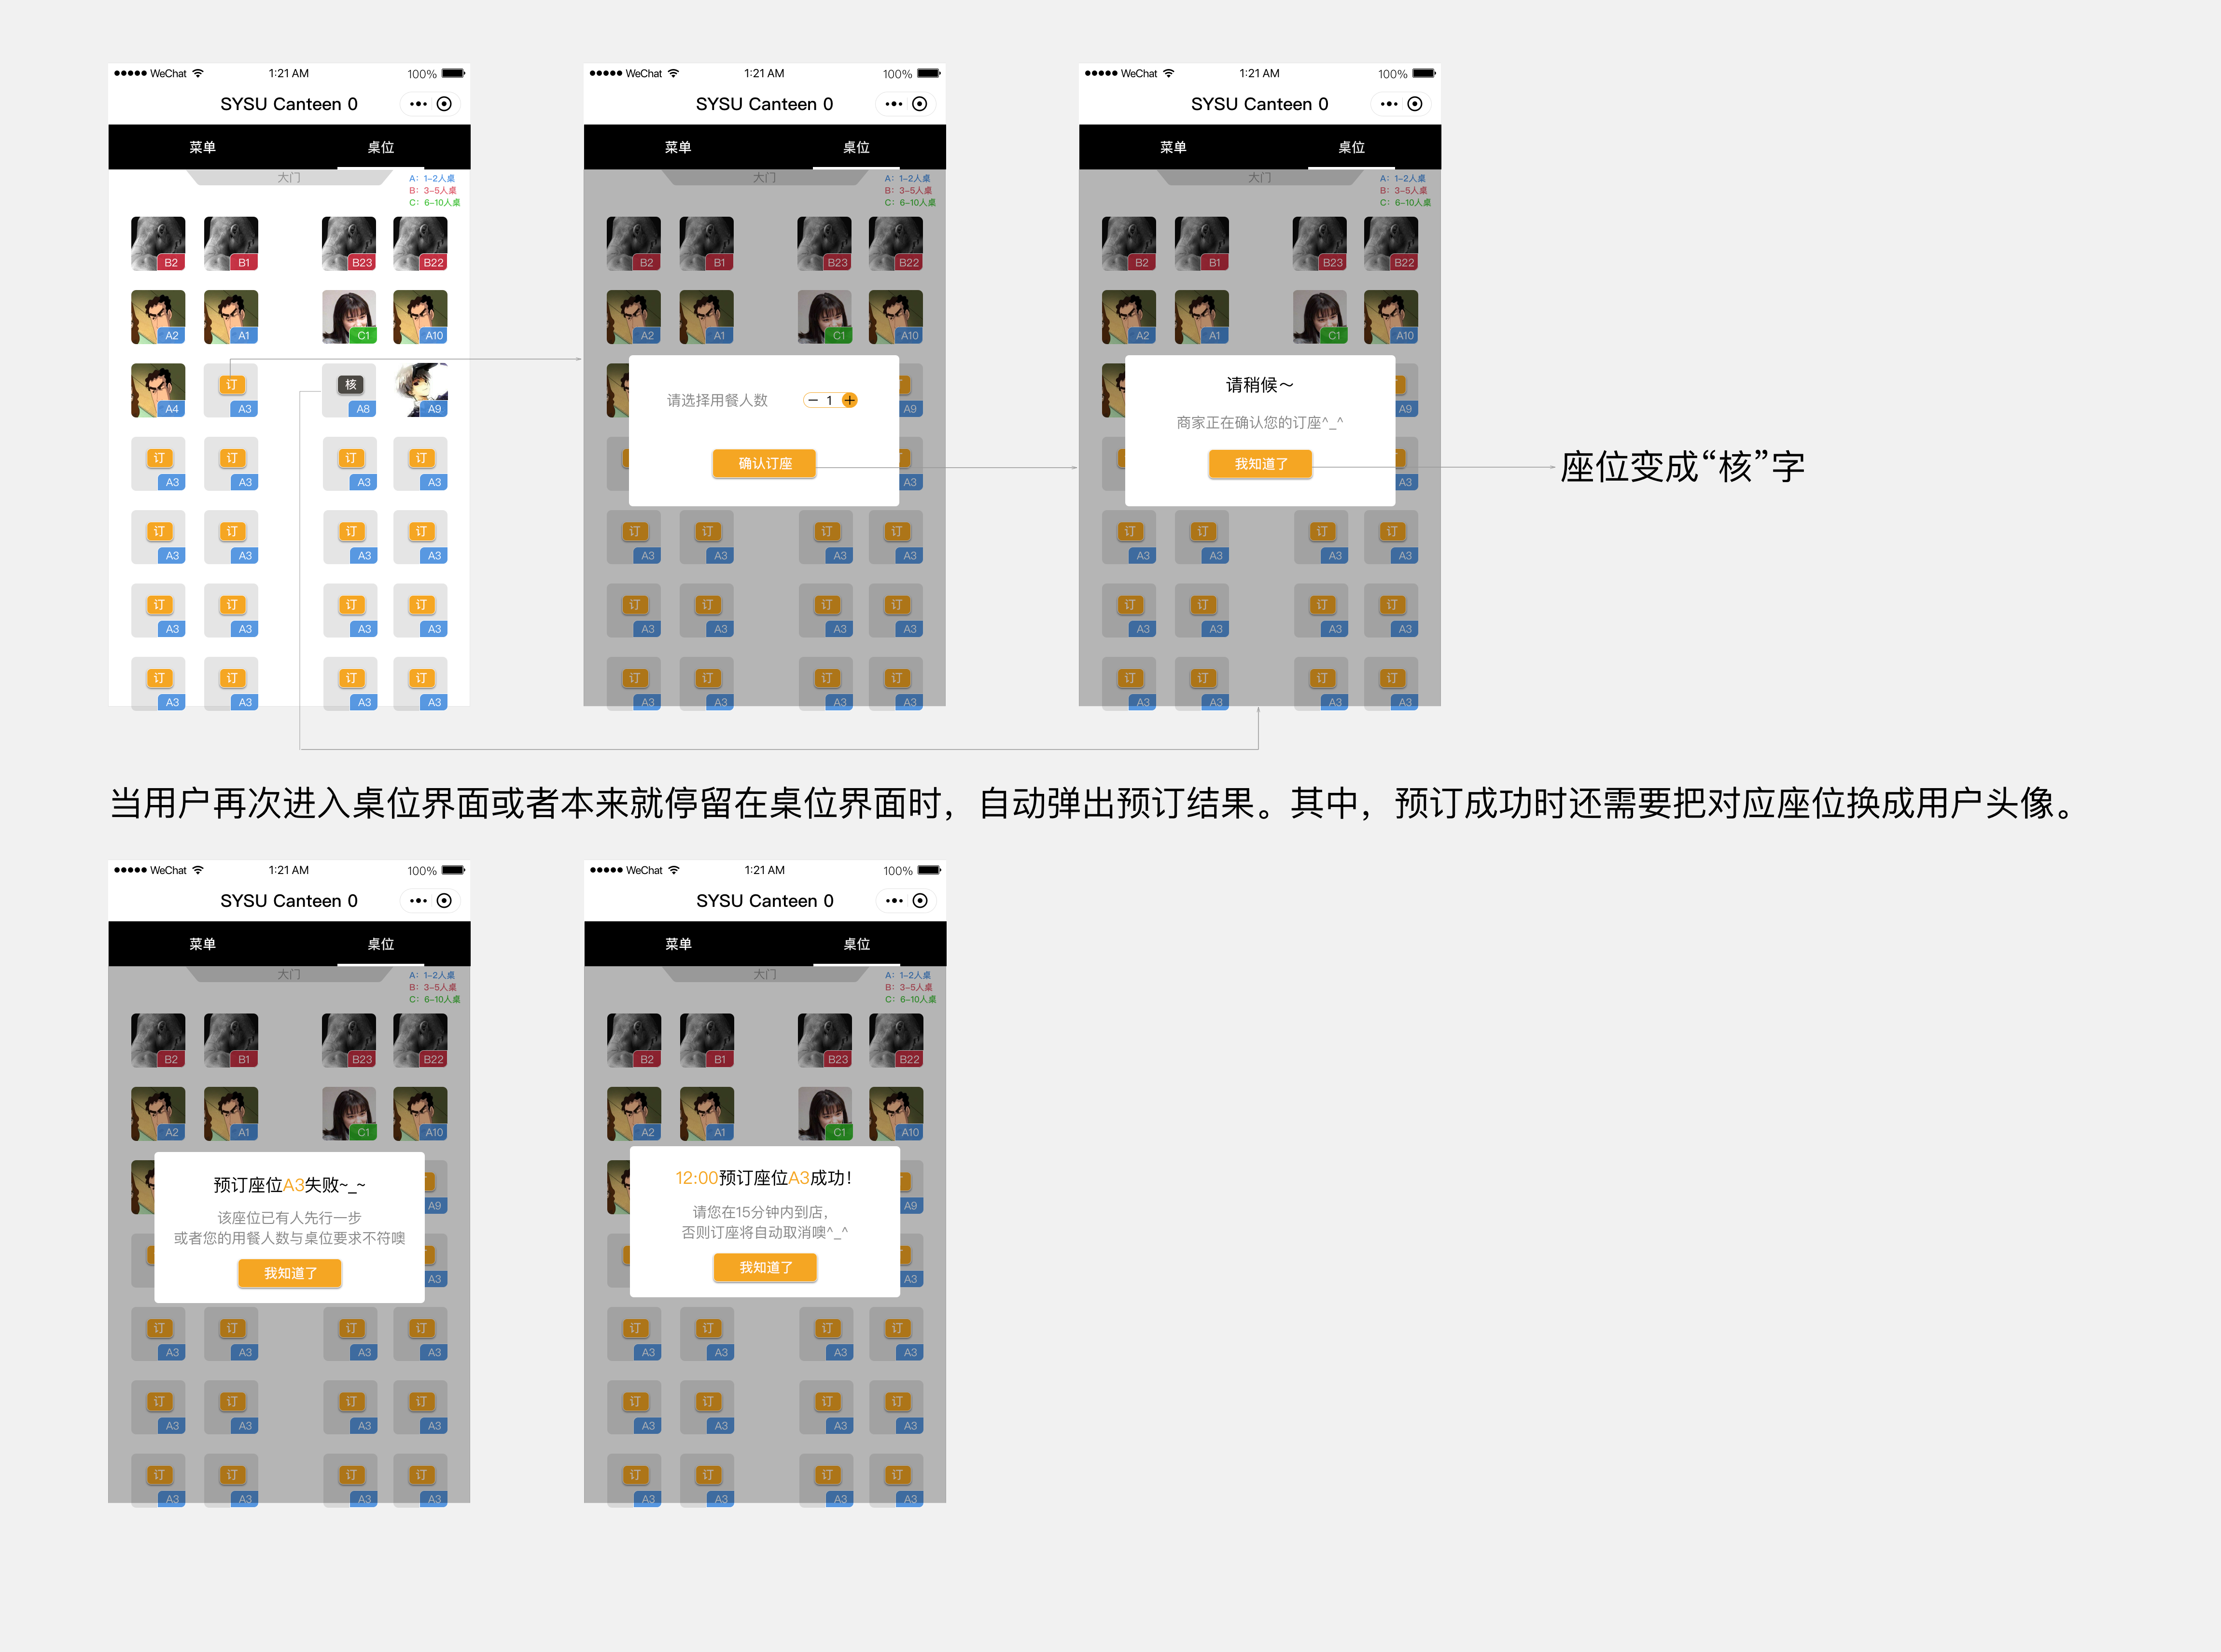 WeChat 1:21 AM 100%
SYSU Canteen 0
菜单 桌位
大门
A：1-2人桌
B：3-5人桌
C：6-10人桌
B2 B1 B23 B22
A2 A1 C1 A10
订 核
A4 A3 A8 A9
订 订 订 订
A3 A3 A3 A3
订 订 订 订
A3 A3 A3 A3
订 订 订 订
A3 A3 A3 A3
订 订 订 订
A3 A3 A3 A3
WeChat 1:21 AM 100%
SYSU Canteen 0
菜单 桌位
大门
A：1-2人桌
B：3-5人桌
C：6-10人桌
B2 B1 B23 B22
A2 A1 C1 A10
请选择用餐人数 − 1 +
A9
确认订座
A3
订 订 订 订
A3 A3 A3 A3
订 订 订 订
A3 A3 A3 A3
订 订 订 订
A3 A3 A3 A3
WeChat 1:21 AM 100%
SYSU Canteen 0
菜单 桌位
大门
A：1-2人桌
B：3-5人桌
C：6-10人桌
B2 B1 B23 B22
A2 A1 C1 A10
请稍候～
A9
商家正在确认您的订座^_^
我知道了
A3
订 订 订 订
A3 A3 A3 A3
订 订 订 订
A3 A3 A3 A3
订 订 订 订
A3 A3 A3 A3
座位变成“核”字
当用户再次进入桌位界面或者本来就停留在桌位界面时，自动弹出预订结果。其中，预订成功时还需要把对应座位换成用户头像。
WeChat 1:21 AM 100%
SYSU Canteen 0
菜单 桌位
大门
A：1-2人桌
B：3-5人桌
C：6-10人桌
B2 B1 B23 B22
A2 A1 C1 A10
预订座位A3失败~_~
A9
该座位已有人先行一步
或者您的用餐人数与桌位要求不符噢
我知道了
A3
订 订 订 订
A3 A3 A3 A3
订 订 订 订
A3 A3 A3 A3
订 订 订 订
A3 A3 A3 A3
WeChat 1:21 AM 100%
SYSU Canteen 0
菜单 桌位
大门
A：1-2人桌
B：3-5人桌
C：6-10人桌
B2 B1 B23 B22
A2 A1 C1 A10
12:00预订座位A3成功！
A9
请您在15分钟内到店，
否则订座将自动取消噢^_^
我知道了
A3
订 订 订 订
A3 A3 A3 A3
订 订 订 订
A3 A3 A3 A3
订 订 订 订
A3 A3 A3 A3